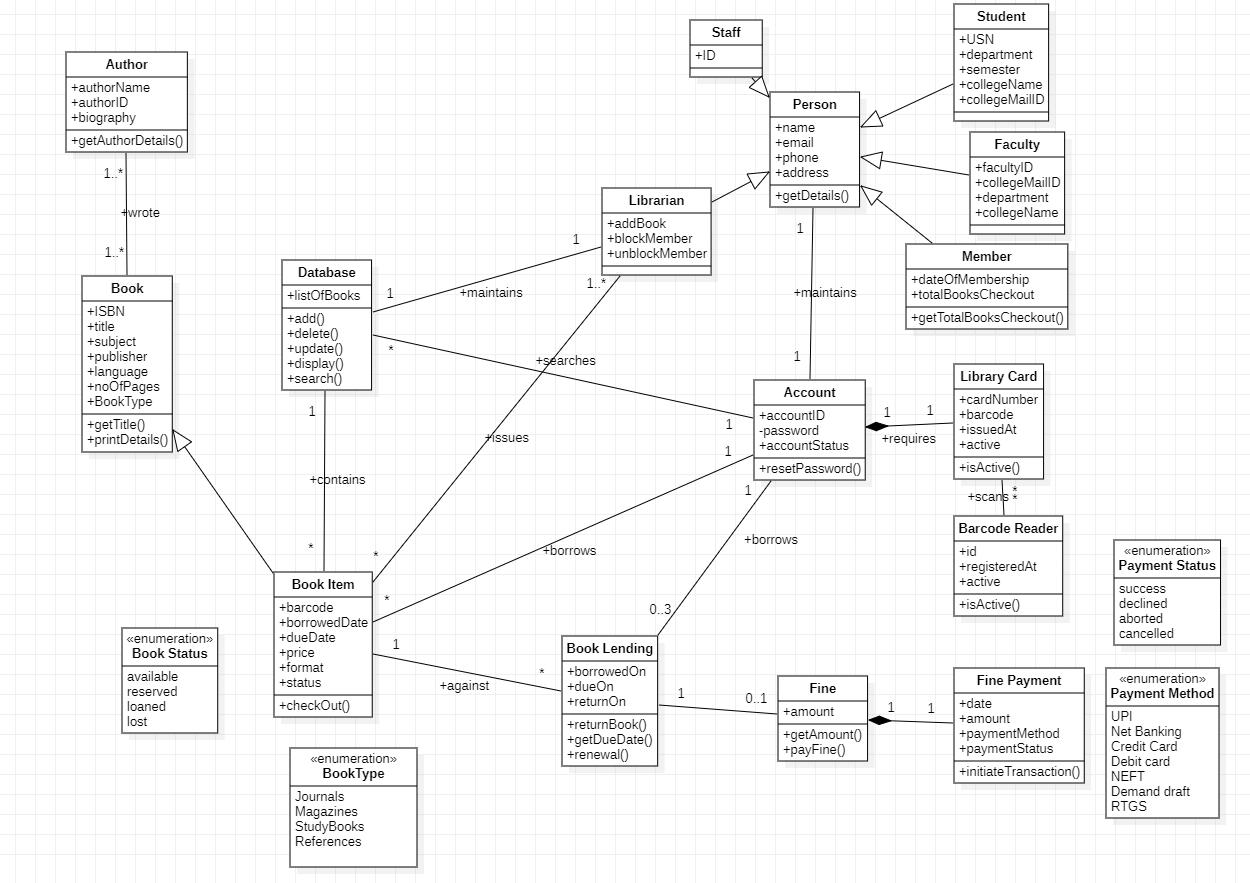 Staff
+ID
Student
+USN
+department
+semester
+collegeName
+collegeMailID
Author
+authorName
+authorID
+biography
+getAuthorDetails()
Person
+name
+email
+phone
+address
+getDetails()
Faculty
+facultyID
+collegeMailID
+department
+collegeName
1..*
+wrote
1..*
Librarian
+addBook
+blockMember
+unblockMember
Member
+dateOfMembership
+totalBooksCheckout
+getTotalBooksCheckout()
Book
+ISBN
+title
+subject
+publisher
+language
+noOfPages
+BookType
+getTitle()
+printDetails()
Database
+listOfBooks
+add()
+delete()
+update()
+display()
+search()
1
1
+maintains
1..*
+issues
*
1
+maintains
1
*
+searches
1
Account
+accountID
-password
+accountStatus
+resetPassword()
1
1
+requires
Library Card
+cardNumber
+barcode
+issuedAt
+active
+isActive()
*
+scans *
Barcode Reader
+id
+registeredAt
+active
+isActive()
1
+contains
*
1
+borrows
*
1
+borrows
0..3
Book Item
+barcode
+borrowedDate
+dueDate
+price
+format
+status
+checkOut()
1
+against
*
Book Lending
+borrowedOn
+dueOn
+returnOn
+returnBook()
+getDueDate()
+renewal()
1
0..1
Fine
+amount
+getAmount()
+payFine()
1
1
Fine Payment
+date
+amount
+paymentMethod
+paymentStatus
+initiateTransaction()
«enumeration»
Payment Status
success
declined
aborted
cancelled
«enumeration»
Payment Method
UPI
Net Banking
Credit Card
Debit card
NEFT
Demand draft
RTGS
«enumeration»
Book Status
available
reserved
loaned
lost
«enumeration»
BookType
Journals
Magazines
StudyBooks
References